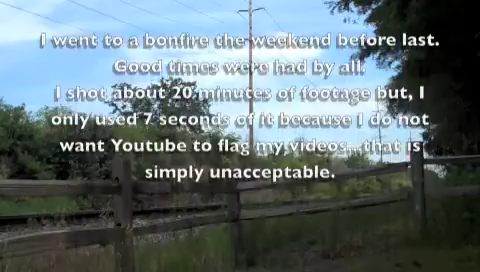 I went to a bonfire the weekend before last.
Good times were had by all.
I shot about 20 minutes of footage but, I
only used 7 seconds of it because I do not
want Youtube to flag my videos...that is
simply unacceptable.